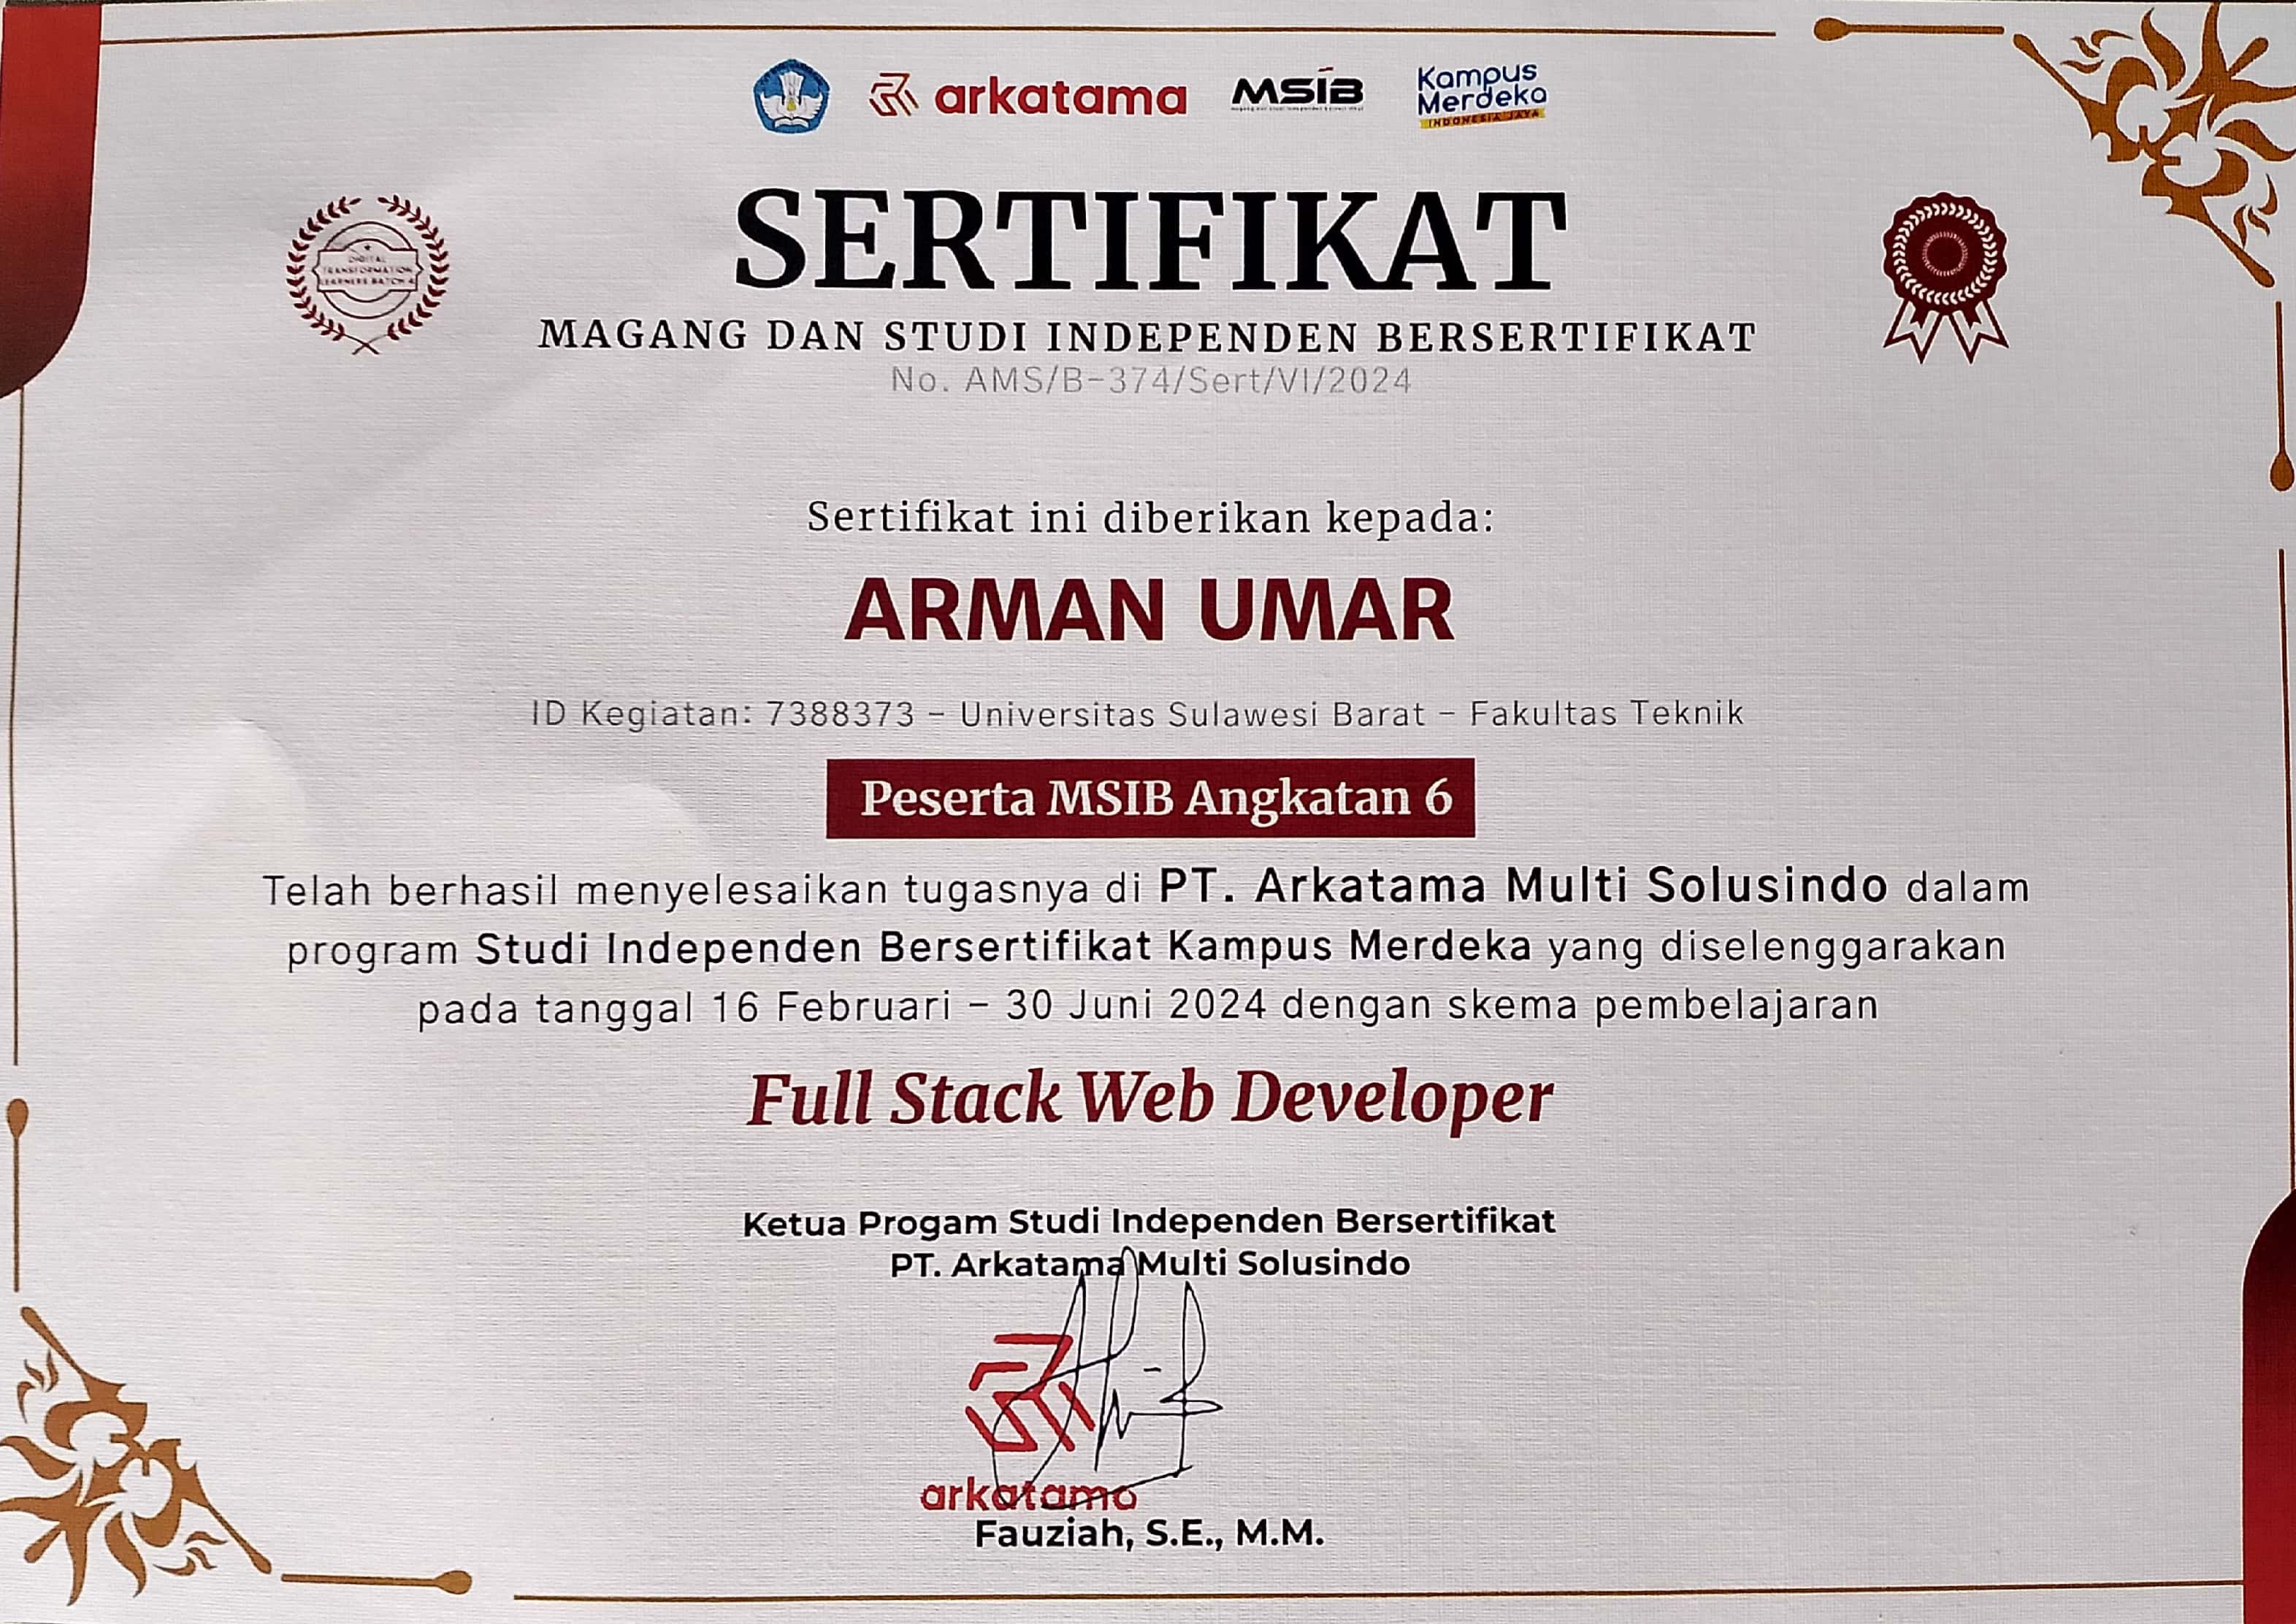 arkatama
MSIB
Kampus
Merdeka
INDONESIA JAYA
SERTIFIKAT
DIGITAL
TRANSFORMATION
LEARNERS BATCH
MAGANG DAN STUDI INDEPENDEN BERSERTIFIKAT
No. AMS/B-374/Sert/VI/2024
Sertifikat ini diberikan kepada:
ARMAN UMAR
ID Kegiatan: 7388373 – Universitas Sulawesi Barat – Fakultas Teknik
Peserta MSIB Angkatan 6
Telah berhasil menyelesaikan tugasnya di PT. Arkatama Multi Solusindo dalam
program Studi Independen Bersertifikat Kampus Merdeka yang diselenggarakan
pada tanggal 16 Februari – 30 Juni 2024 dengan skema pembelajaran
Full Stack Web Developer
Ketua Progam Studi Independen Bersertifikat
PT. Arkatama Multi Solusindo
arkatama
Fauziah, S.E., M.M.